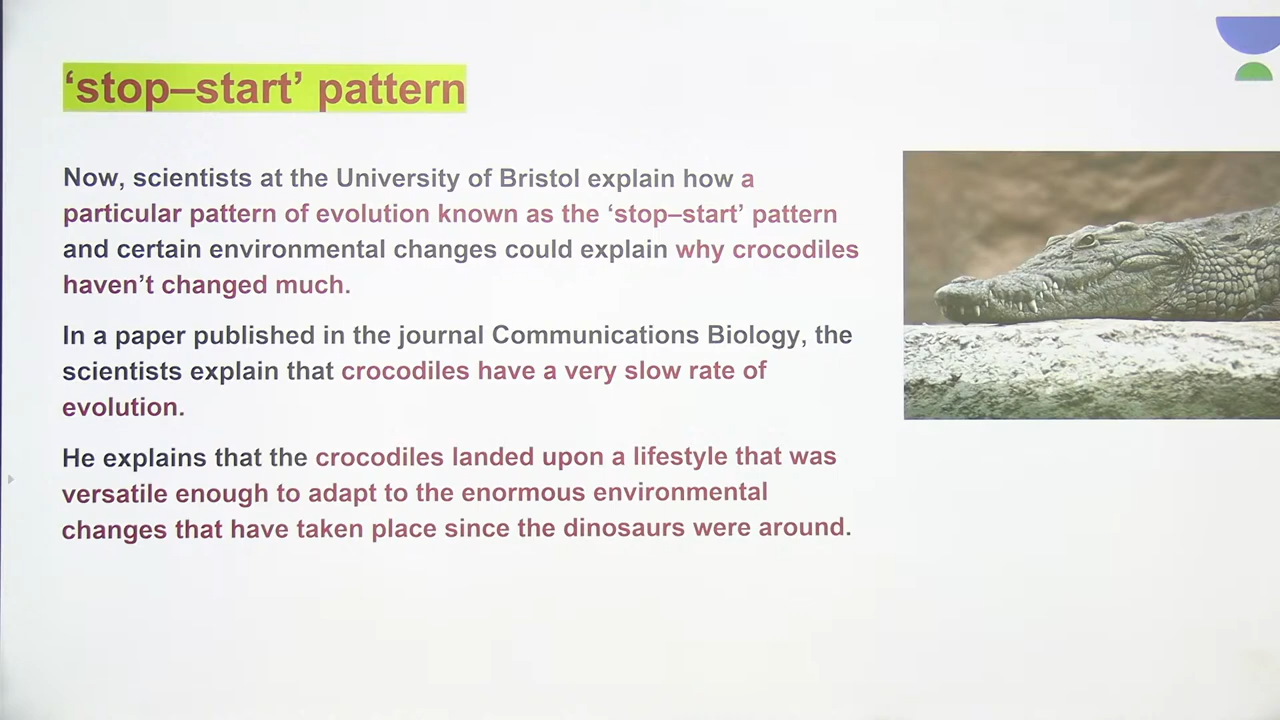 ‘stop–start’ pattern
Now, scientists at the University of Bristol explain how a
particular pattern of evolution known as the ‘stop–start’ pattern
and certain environmental changes could explain why crocodiles
haven’t changed much.
In a paper published in the journal Communications Biology, the
scientists explain that crocodiles have a very slow rate of
evolution.
He explains that the crocodiles landed upon a lifestyle that was
versatile enough to adapt to the enormous environmental
changes that have taken place since the dinosaurs were around.